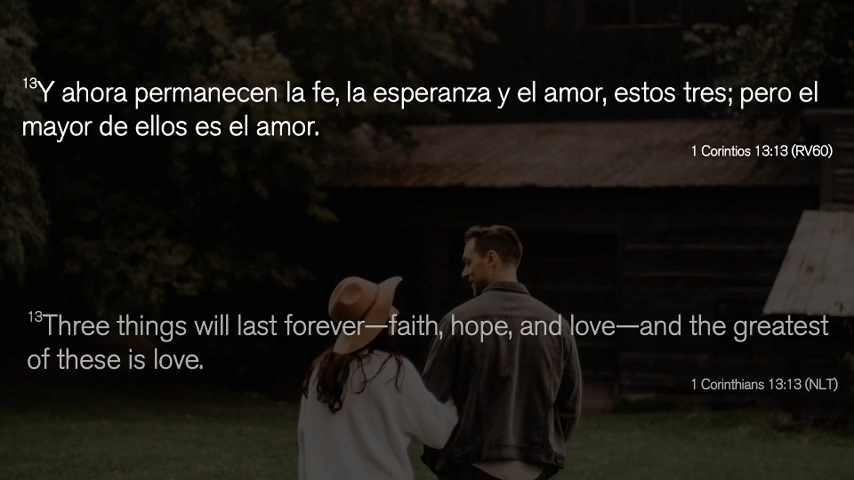 13Y ahora permanecen la fe, la esperanza y el amor, estos tres; pero el
mayor de ellos es el amor.
1 Corintios 13:13 (RV60)
13Three things will last forever—faith, hope, and love—and the greatest
of these is love.
1 Corinthians 13:13 (NLT)